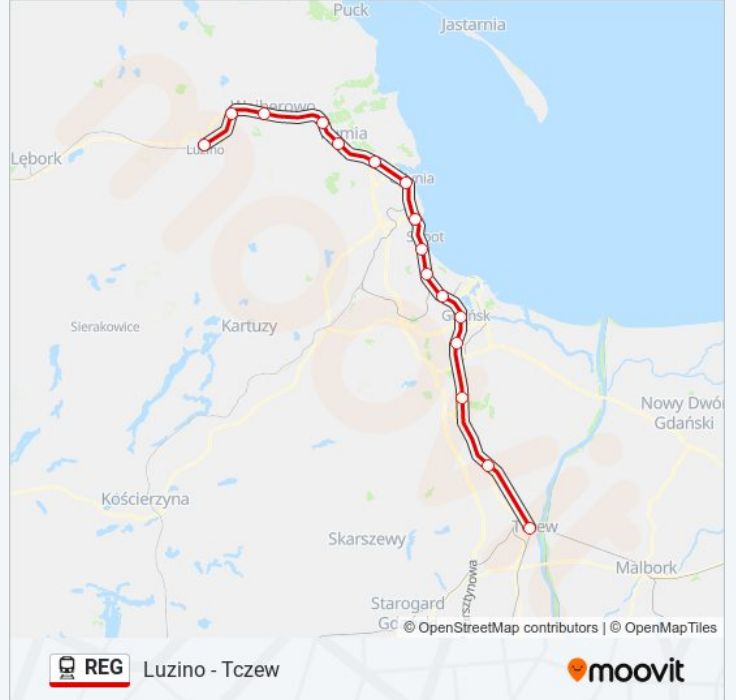 Puck
Jastarnia
Wejherowo
Lębork
Luzino
Gdańsk
Sierakowice
Kartuzy
Nowy Dwór
Gdański
Kościerzyna
Skarszewy
Tczew
Malbork
Starogard
© OpenStreetMap contributors | © OpenMapTiles
REG
Luzino - Tczew
moovit